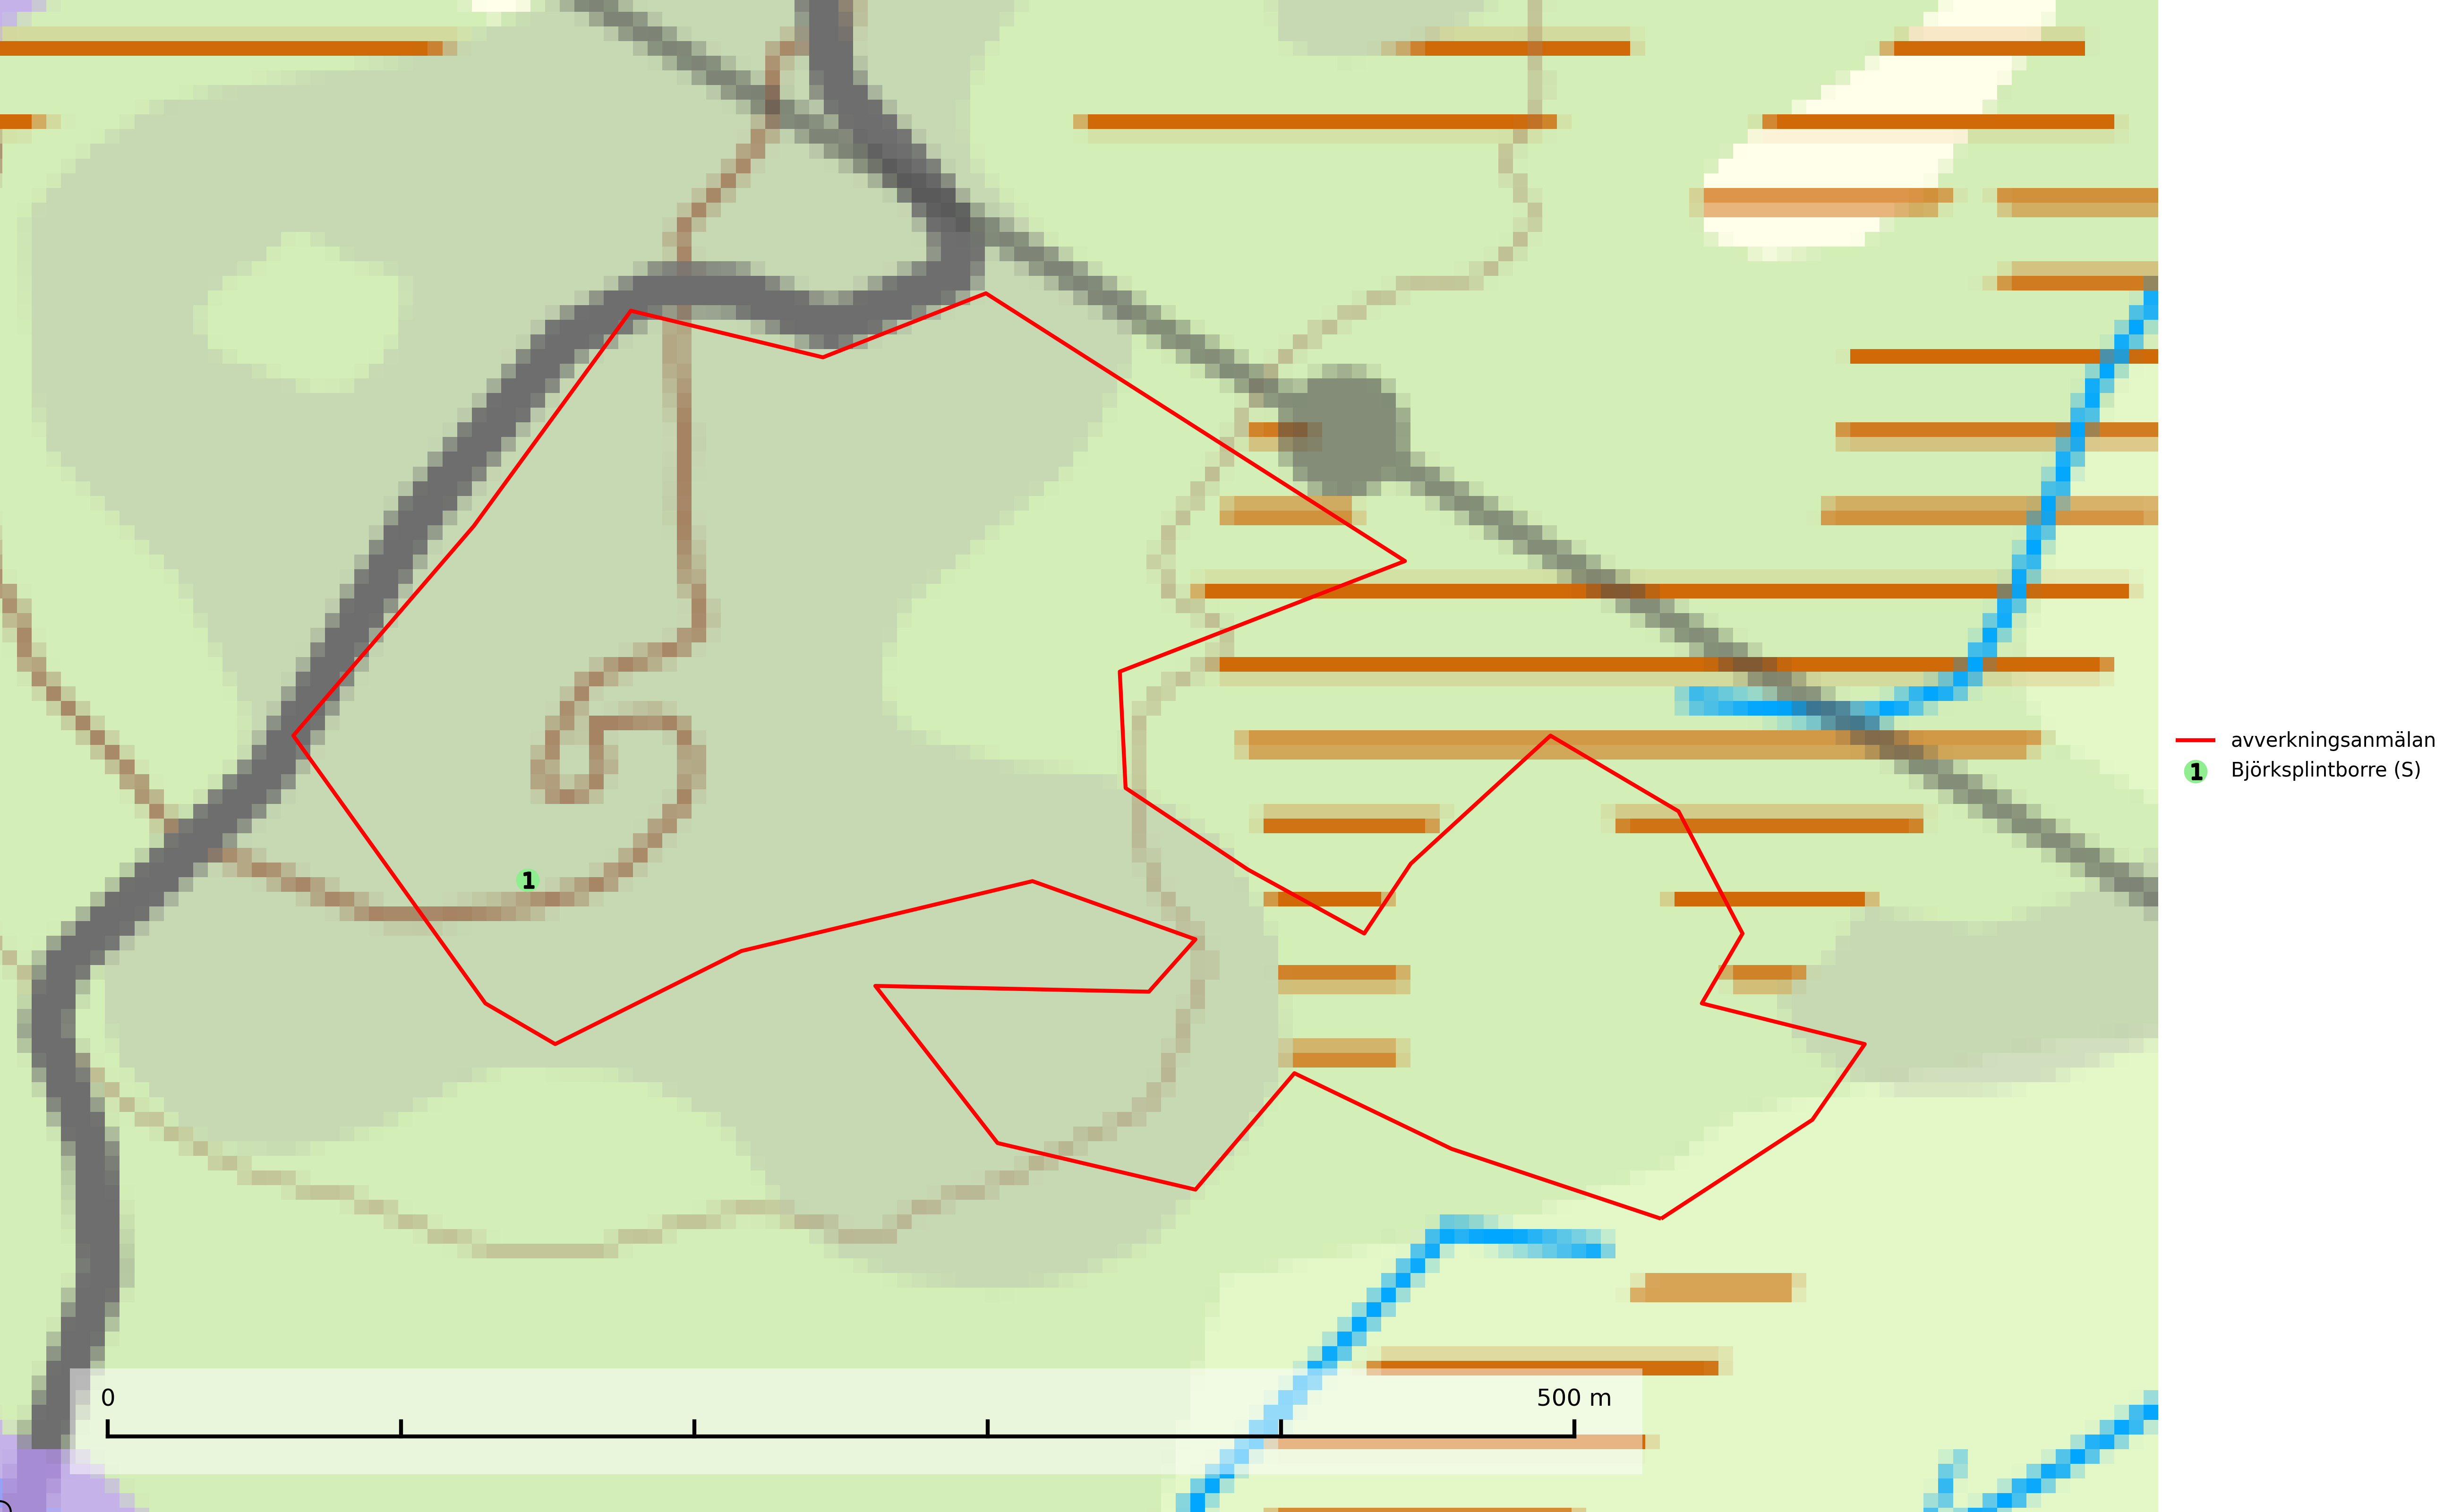 avverkningsanmälan
1 Björksplintborre (S)
1
0 500 m